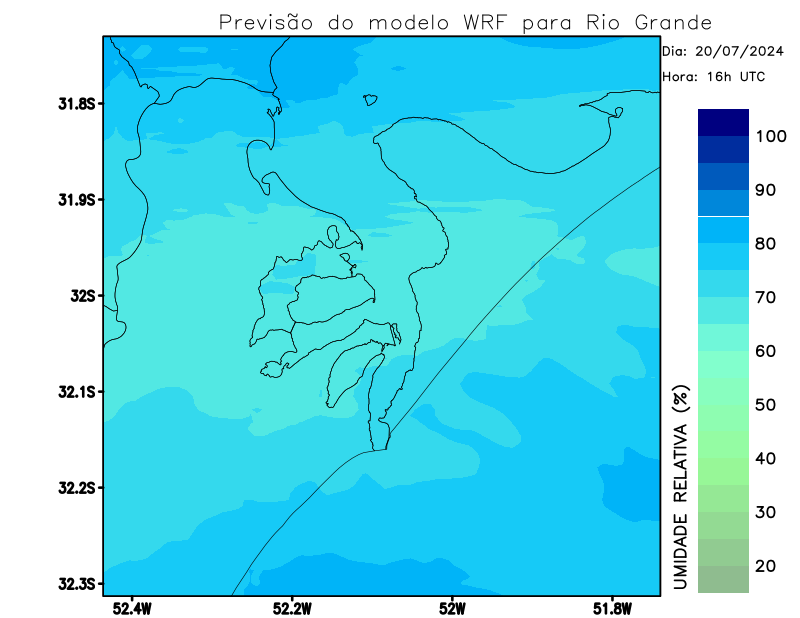 Previsão do modelo WRF para Rio Grande
Dia: 20/07/2024
Hora: 16h UTC
31.8S
31.9S
32S
32.1S
32.2S
32.3S
52.4W
52.2W
52W
51.8W
100
90
80
70
60
50
40
30
20
UMIDADE RELATIVA (%)